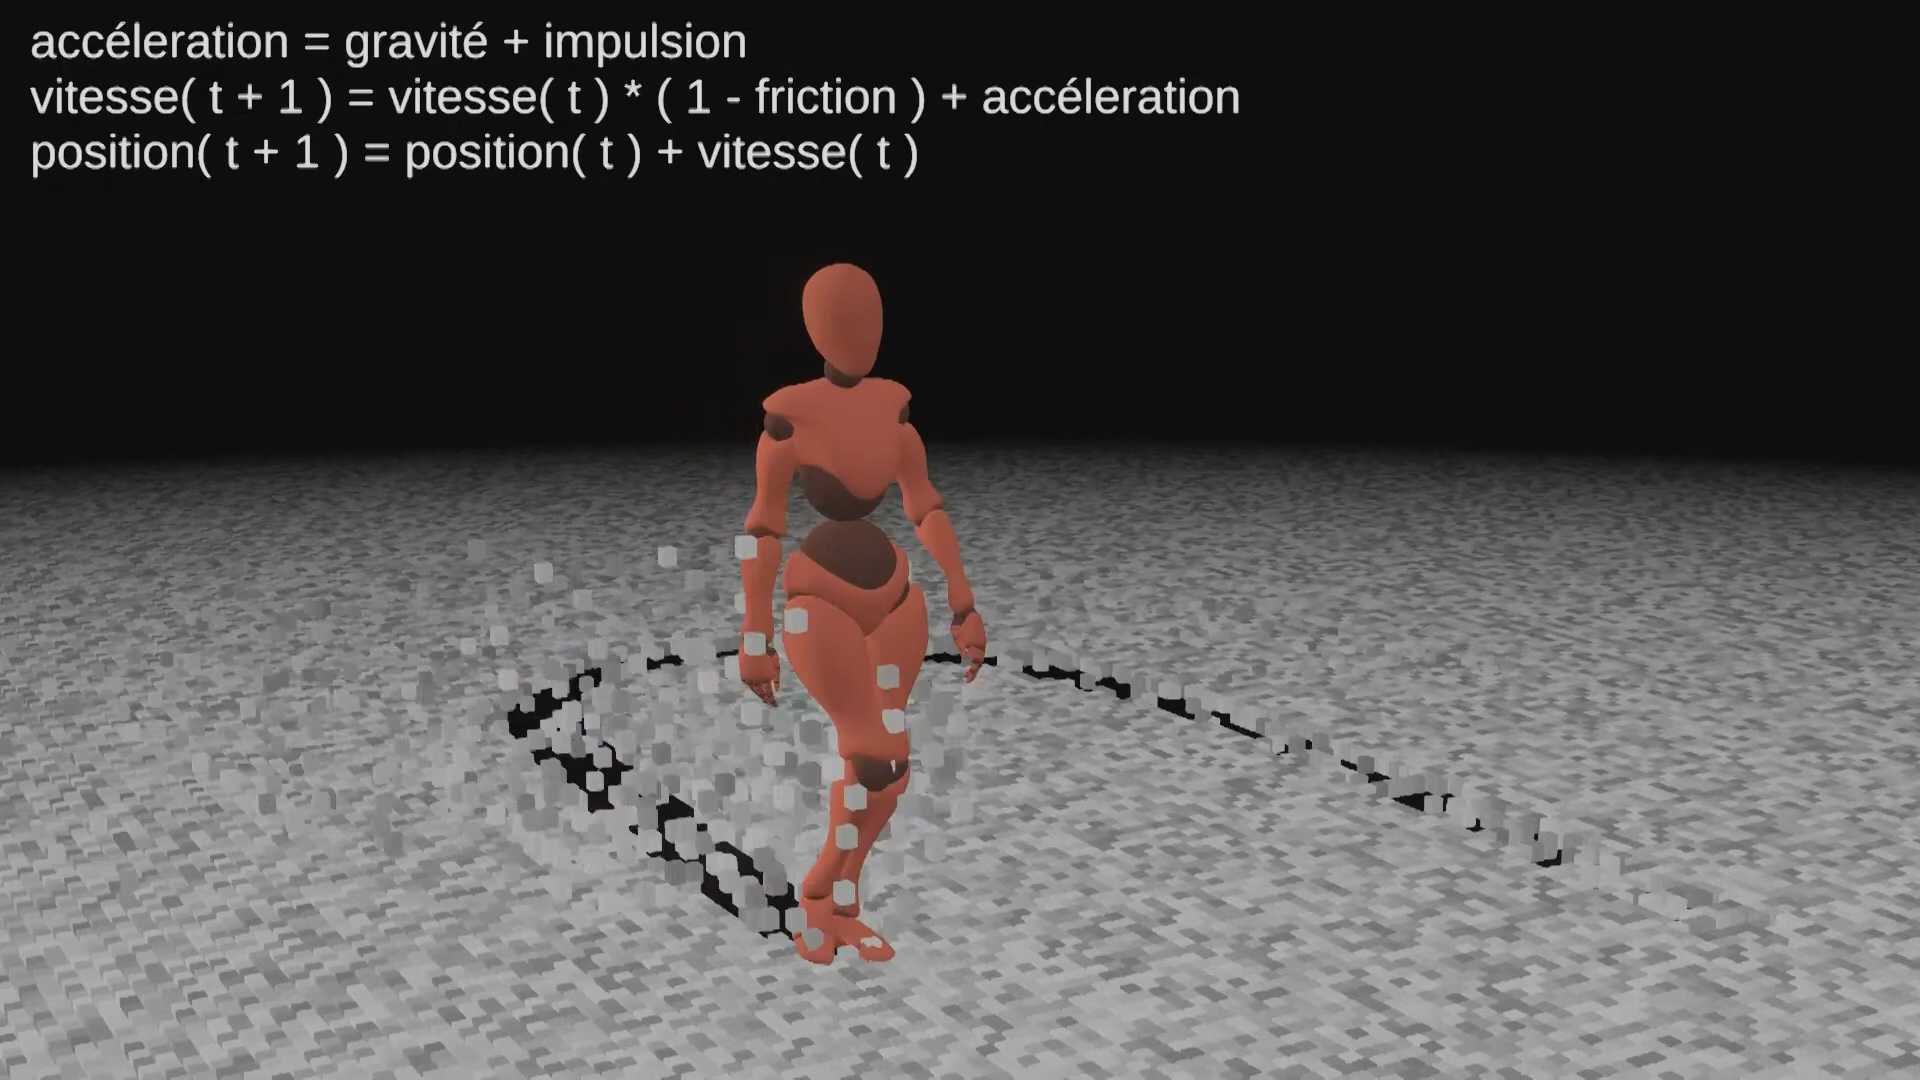 accéleration = gravité + impulsion
vitesse( t + 1 ) = vitesse( t ) * ( 1 - friction ) + accéleration
position( t + 1 ) = position( t ) + vitesse( t )